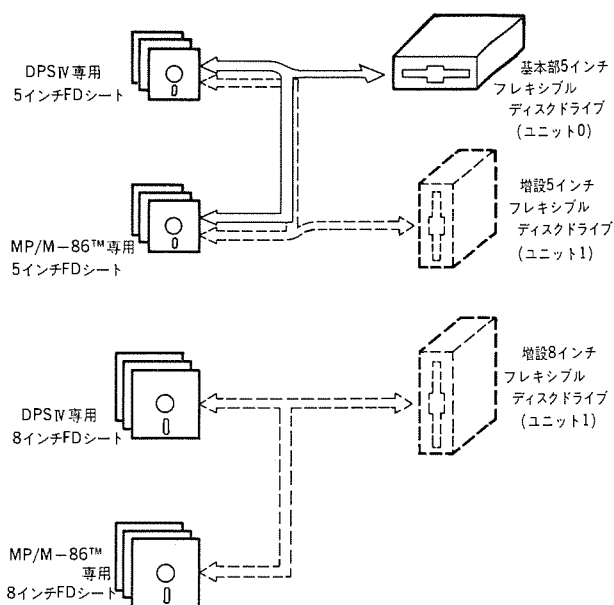 DPSⅣ専用
5インチFDシート
基本部5インチ
フレキシブル
ディスクドライブ
(ユニット0)
MP/M-86™専用
5インチFDシート
増設5インチ
フレキシブル
ディスクドライブ
(ユニット1)
DPSⅣ専用
8インチFDシート
増設8インチ
フレキシブル
ディスクドライブ
(ユニット1)
MP/M-86™
専用
8インチFDシート